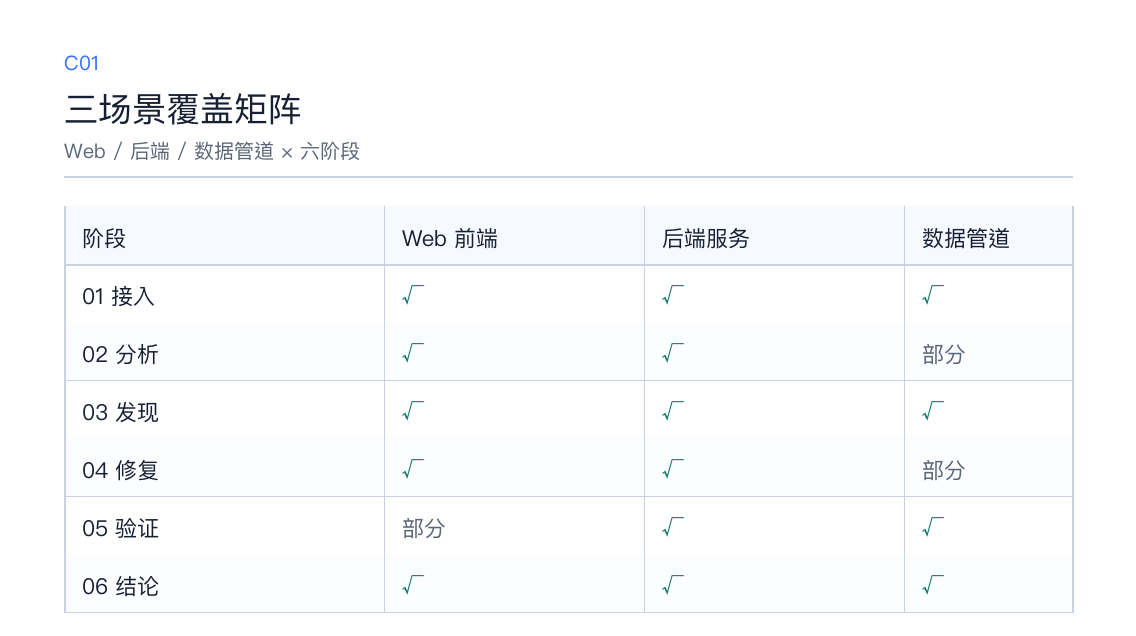 C01
三场景覆盖矩阵
Web / 后端 / 数据管道 × 六阶段
阶段 Web 前端 后端服务 数据管道
01 接入 √ √ √
02 分析 √ √ 部分
03 发现 √ √ √
04 修复 √ √ 部分
05 验证 部分 √ √
06 结论 √ √ √